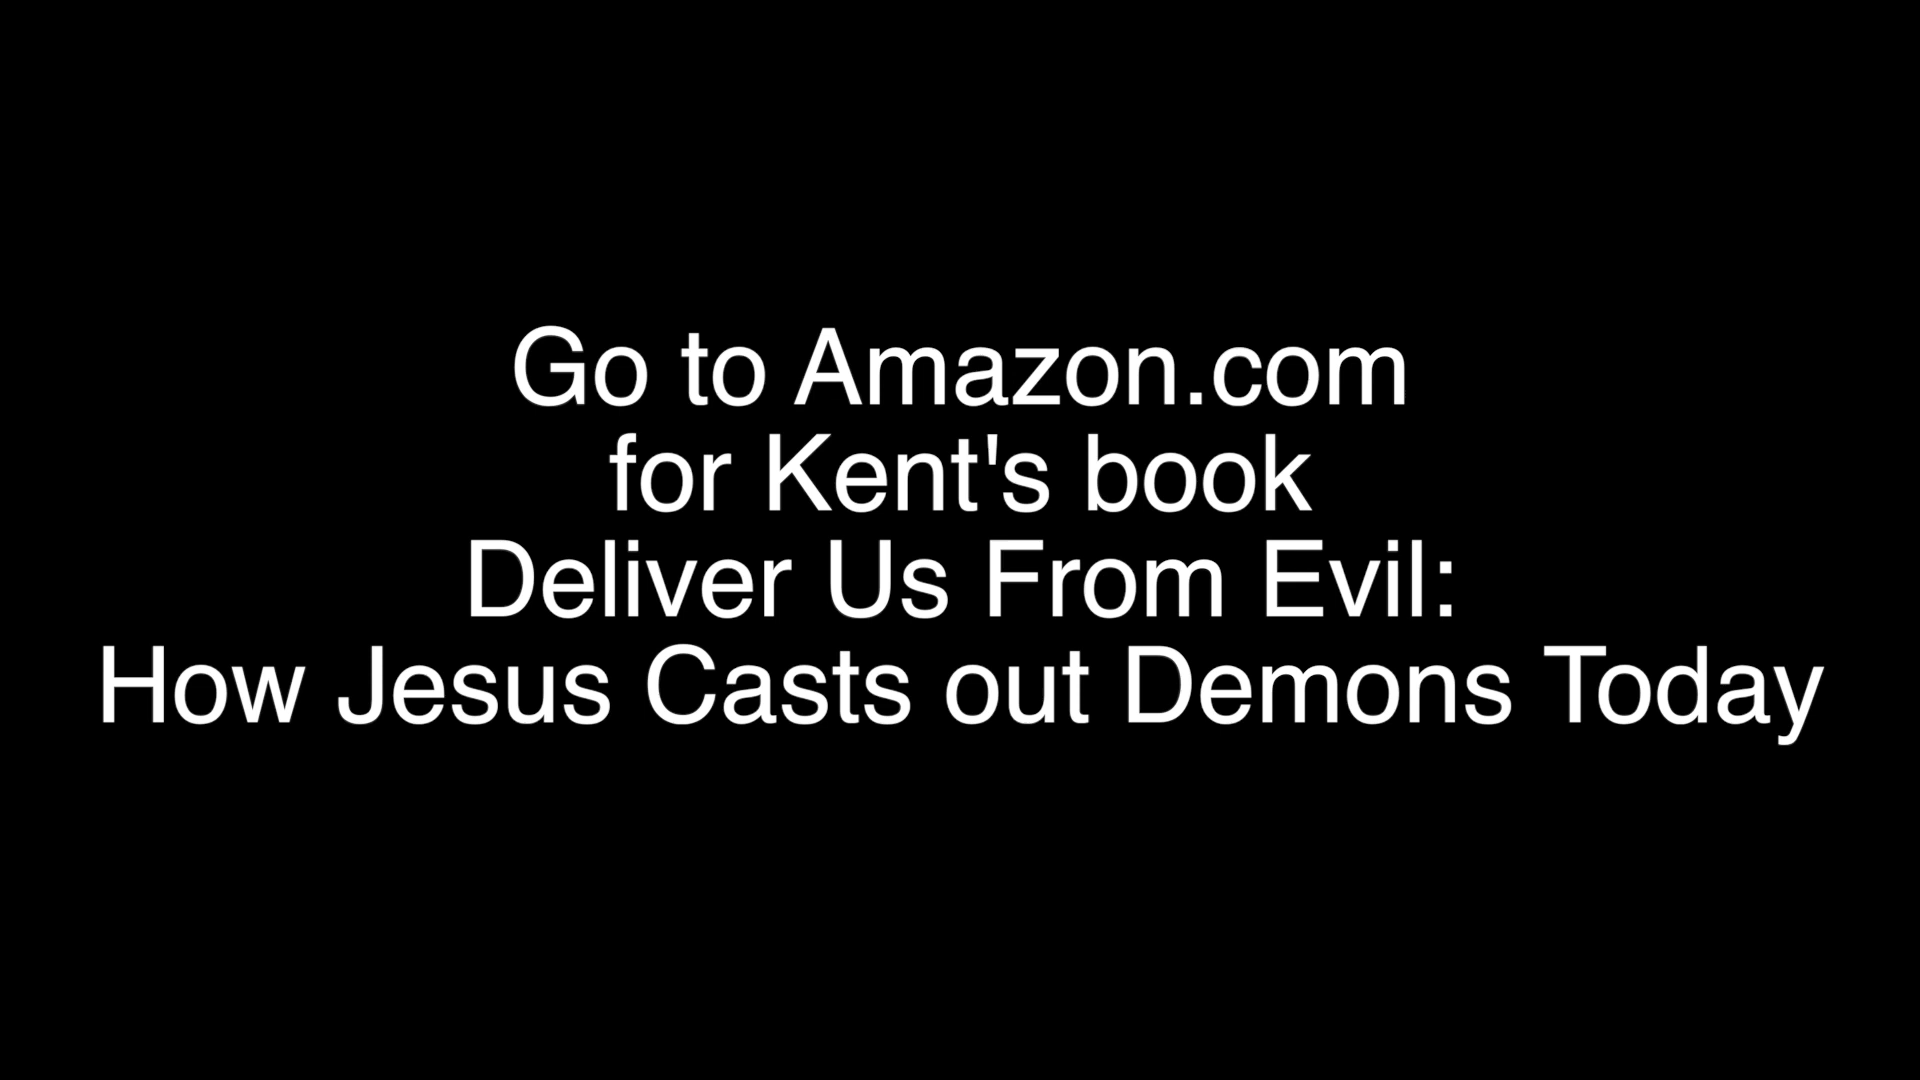 Go to Amazon.com
for Kent's book
Deliver Us From Evil:
How Jesus Casts out Demons Today